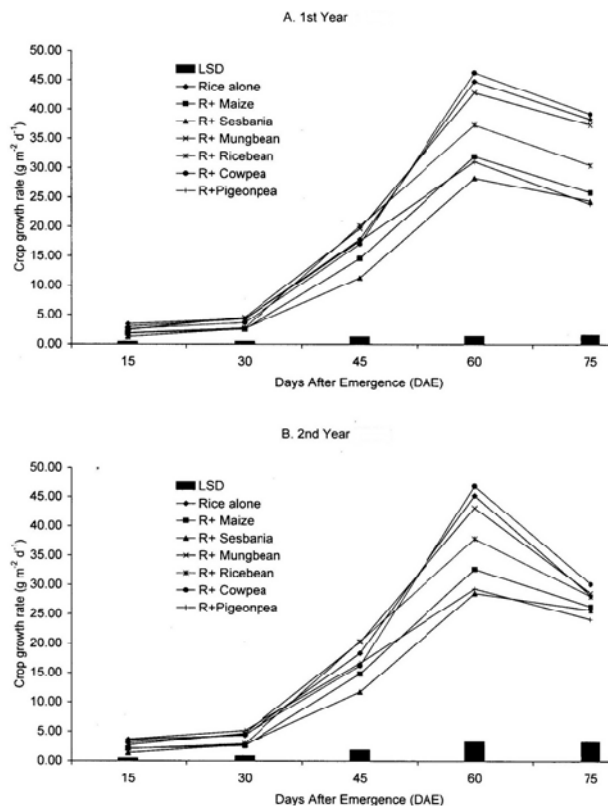 A. 1st Year
Crop growth rate (g m⁻² d⁻¹)
50.00
45.00
40.00
35.00
30.00
25.00
20.00
15.00
10.00
5.00
0.00
LSD
Rice alone
R+ Maize
R+ Sesbania
R+ Mungbean
R+ Ricebean
R+ Cowpea
R+Pigeonpea
15 30 45 60 75
Days After Emergence (DAE)
B. 2nd Year
Crop growth rate (g m⁻² d⁻¹)
50.00
45.00
40.00
35.00
30.00
25.00
20.00
15.00
10.00
5.00
0.00
LSD
Rice alone
R+ Maize
R+ Sesbania
R+ Mungbean
R+ Ricebean
R+ Cowpea
R+Pigeonpea
15 30 45 60 75
Days After Emergence (DAE)